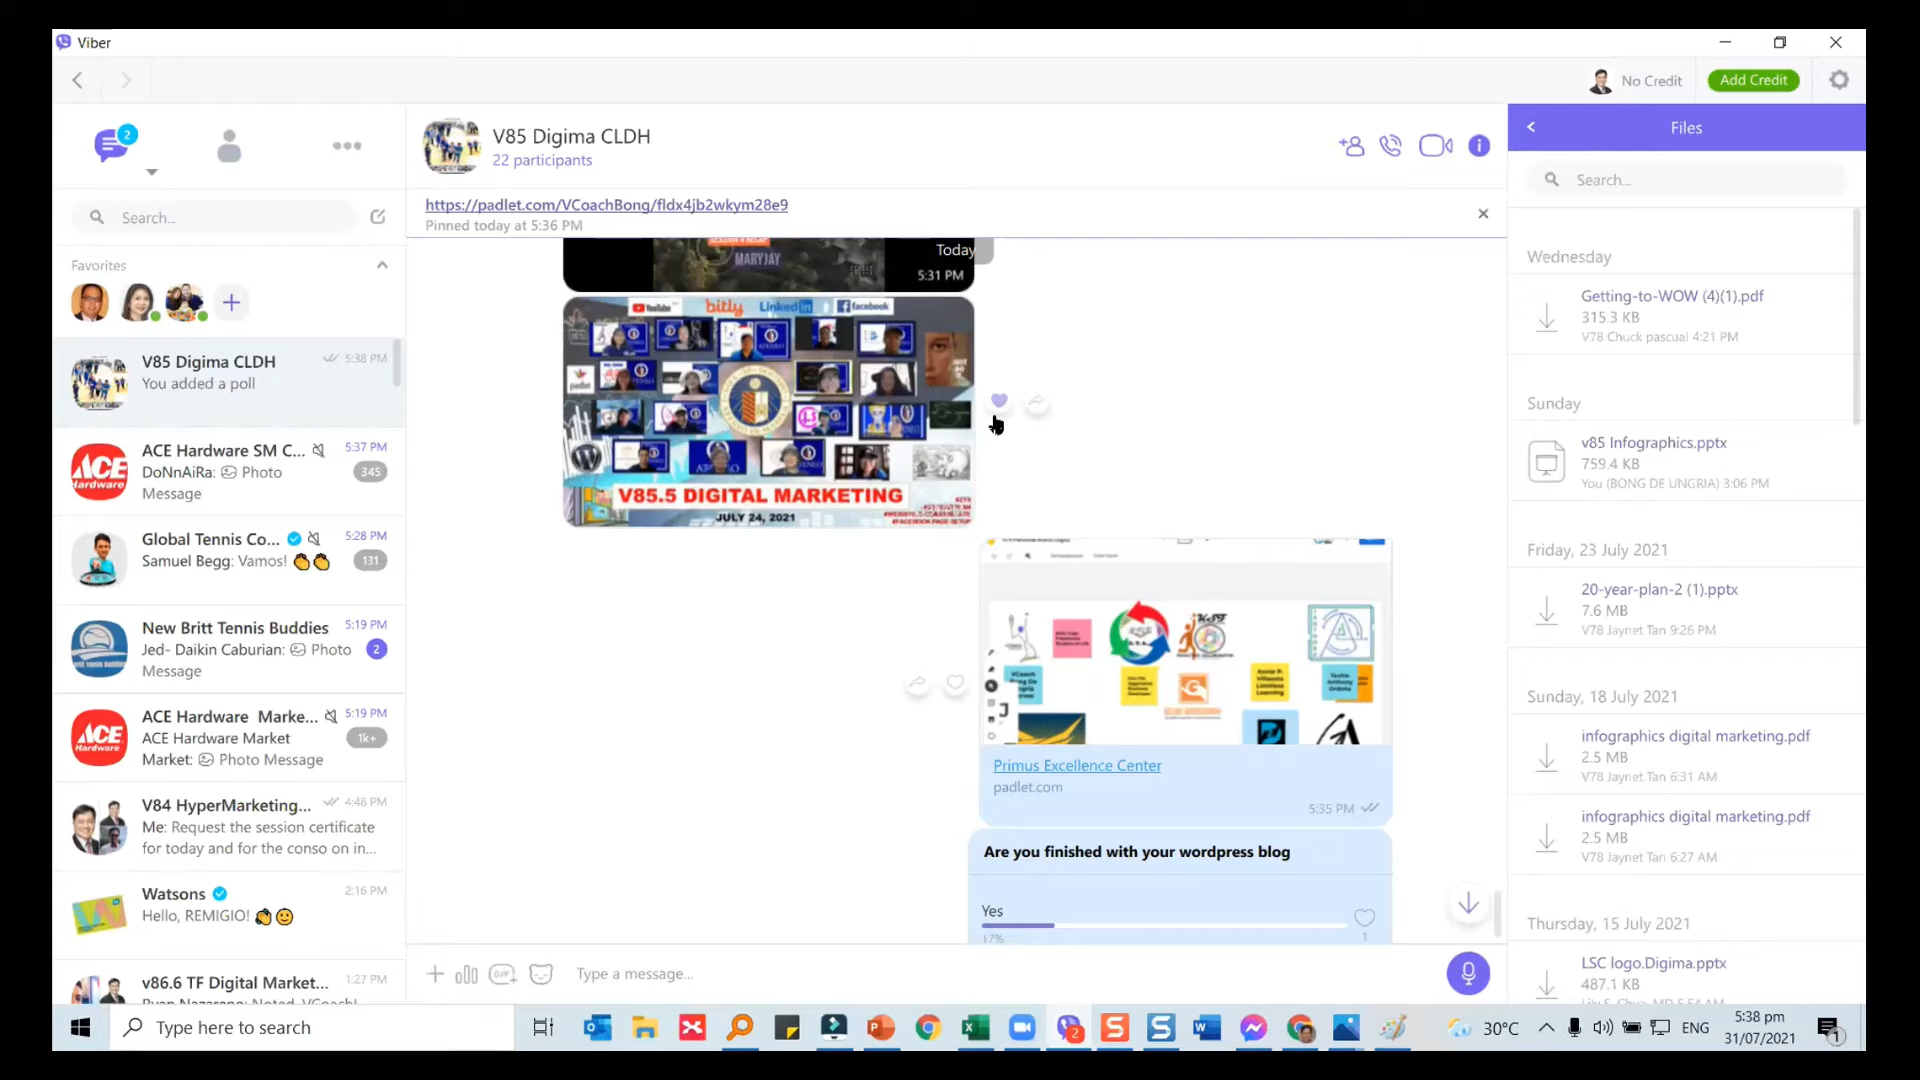 Viber
No Credit
Add Credit
2
Search...
Favorites
V85 Digima CLDH
5:38 PM
You added a poll
ACE Hardware SM C...
5:37 PM
DoNnAiRa: Photo
Message
345
Global Tennis Co...
5:28 PM
Samuel Begg: Vamos!
131
New Britt Tennis Buddies
5:19 PM
Jed- Daikin Caburian: Photo
Message
2
ACE Hardware Marke...
5:19 PM
ACE Hardware Market
Market: Photo Message
1k+
V84 HyperMarketing...
4:48 PM
Me: Request the session certificate
for today and for the conso on in...
Watsons
2:16 PM
Hello, REMIGIO!
v86.6 TF Digital Market...
1:27 PM
V85 Digima CLDH
22 participants
https://padlet.com/VCoachBong/fldx4jb2wkym28e9
Pinned today at 5:36 PM
MARYJAY
Today
5:31 PM
YouTube
bitly
LinkedIn
facebook
padlet
V85.5 DIGITAL MARKETING
JULY 24, 2021
Primus Excellence Center
padlet.com
5:35 PM
Are you finished with your wordpress blog
Yes
17%
1
GIF
Type a message...
Files
Search...
Wednesday
Getting-to-WOW (4)(1).pdf
315.3 KB
V78 Chuck pascual 4:21 PM
Sunday
v85 Infographics.pptx
759.4 KB
You (BONG DE UNGRIA) 3:06 PM
Friday, 23 July 2021
20-year-plan-2 (1).pptx
7.6 MB
V78 Jaynet Tan 9:26 PM
Sunday, 18 July 2021
infographics digital marketing.pdf
2.5 MB
V78 Jaynet Tan 6:31 AM
infographics digital marketing.pdf
2.5 MB
V78 Jaynet Tan 6:27 AM
Thursday, 15 July 2021
LSC logo.Digima.pptx
487.1 KB
Type here to search
30°C
ENG
5:38 pm
31/07/2021
1